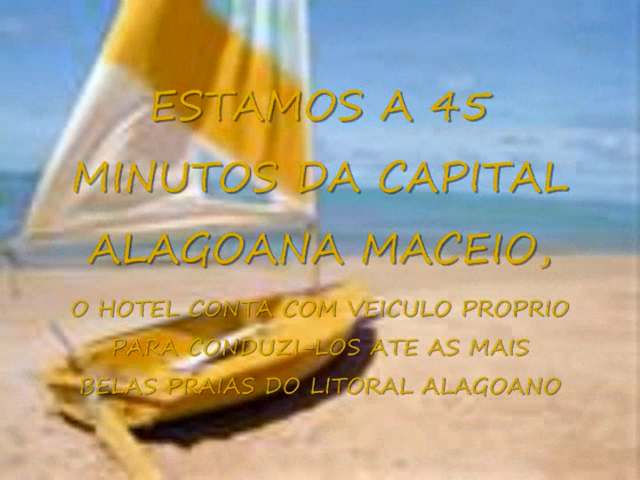 ESTAMOS A 45
MINUTOS DA CAPITAL
ALAGOANA MACEIO,
O HOTEL CONTA COM VEICULO PROPRIO
PARA CONDUZI-LOS ATE AS MAIS
BELAS PRAIAS DO LITORAL ALAGOANO